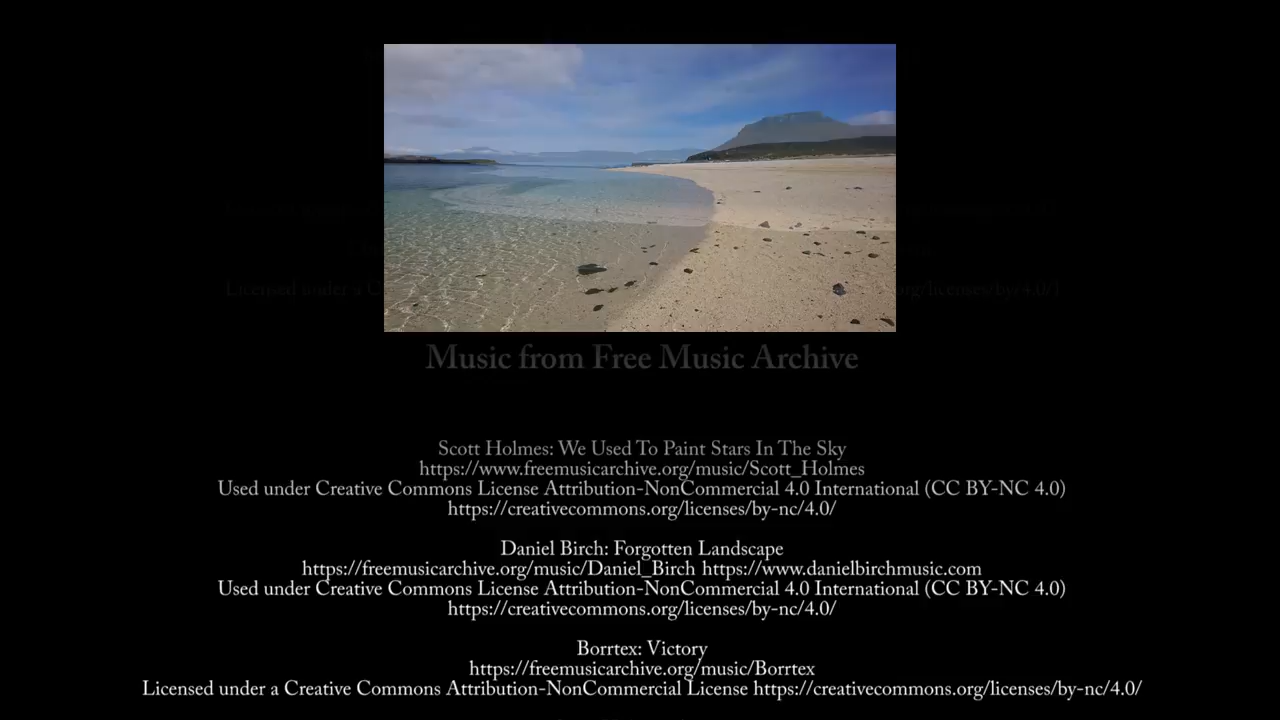 Licensed under a C
Music from Free Music Archive
Scott Holmes: We Used To Paint Stars In The Sky
https://www.freemusicarchive.org/music/Scott_Holmes
Used under Creative Commons License Attribution-NonCommercial 4.0 International (CC BY-NC 4.0)
https://creativecommons.org/licenses/by-nc/4.0/
Daniel Birch: Forgotten Landscape
https://freemusicarchive.org/music/Daniel_Birch https://www.danielbirchmusic.com
Used under Creative Commons License Attribution-NonCommercial 4.0 International (CC BY-NC 4.0)
https://creativecommons.org/licenses/by-nc/4.0/
Borrtex: Victory
https://freemusicarchive.org/music/Borrtex
Licensed under a Creative Commons Attribution-NonCommercial License https://creativecommons.org/licenses/by-nc/4.0/